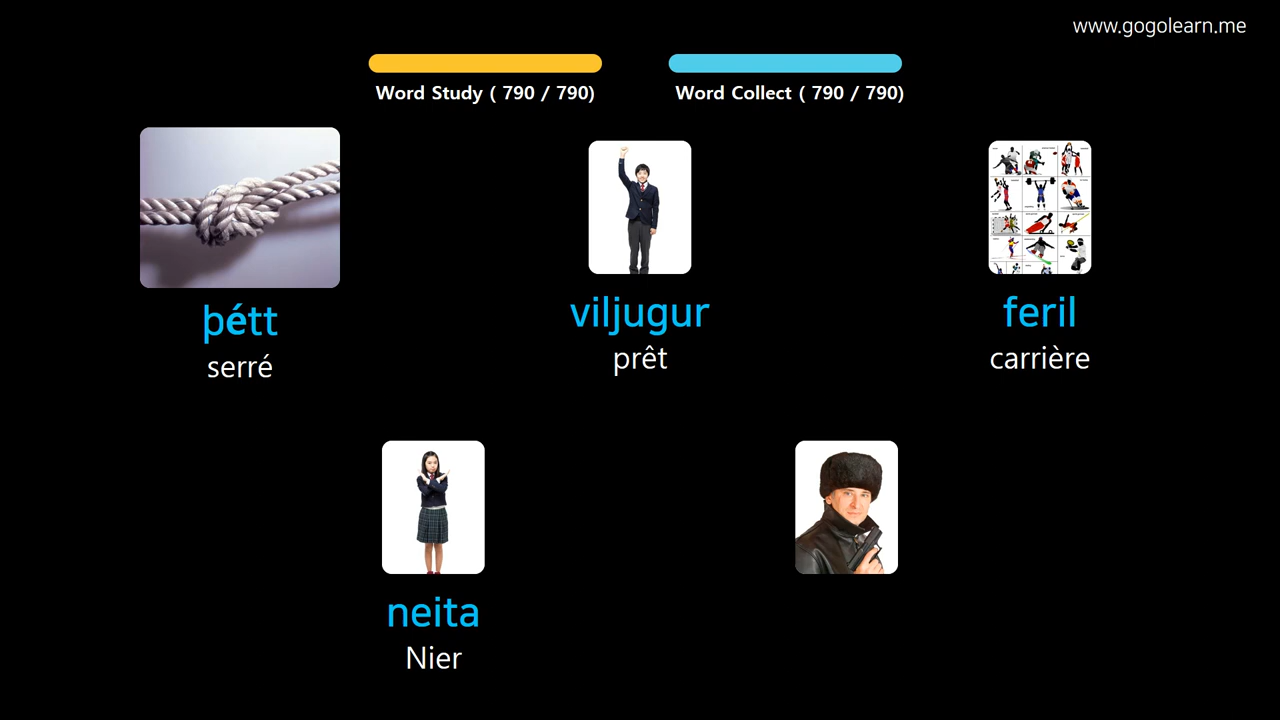 www.gogolearn.me
Word Study ( 790 / 790)
Word Collect ( 790 / 790)
þétt
serré
viljugur
prêt
feril
carrière
neita
Nier